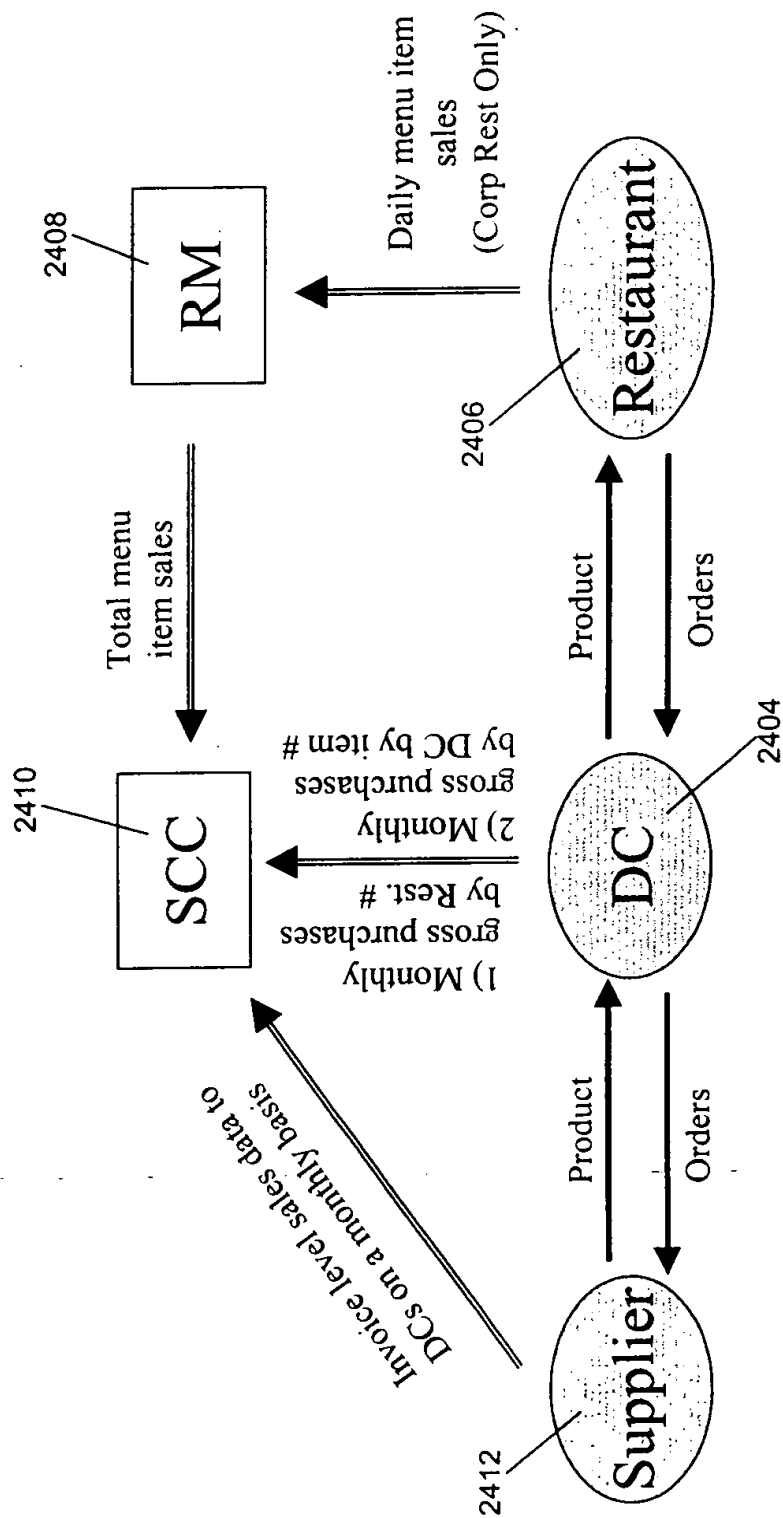 2410
SCC
Total menu
item sales
2408
RM
Invoice level sales data to
DCs on a monthly basis
1) Monthly
gross purchases
by Rest. #
2) Monthly
gross purchases
by DC by item #
Daily menu item
sales
(Corp Rest Only)
2412
Supplier
Product
Orders
DC
2404
Product
Orders
2406
Restaurant